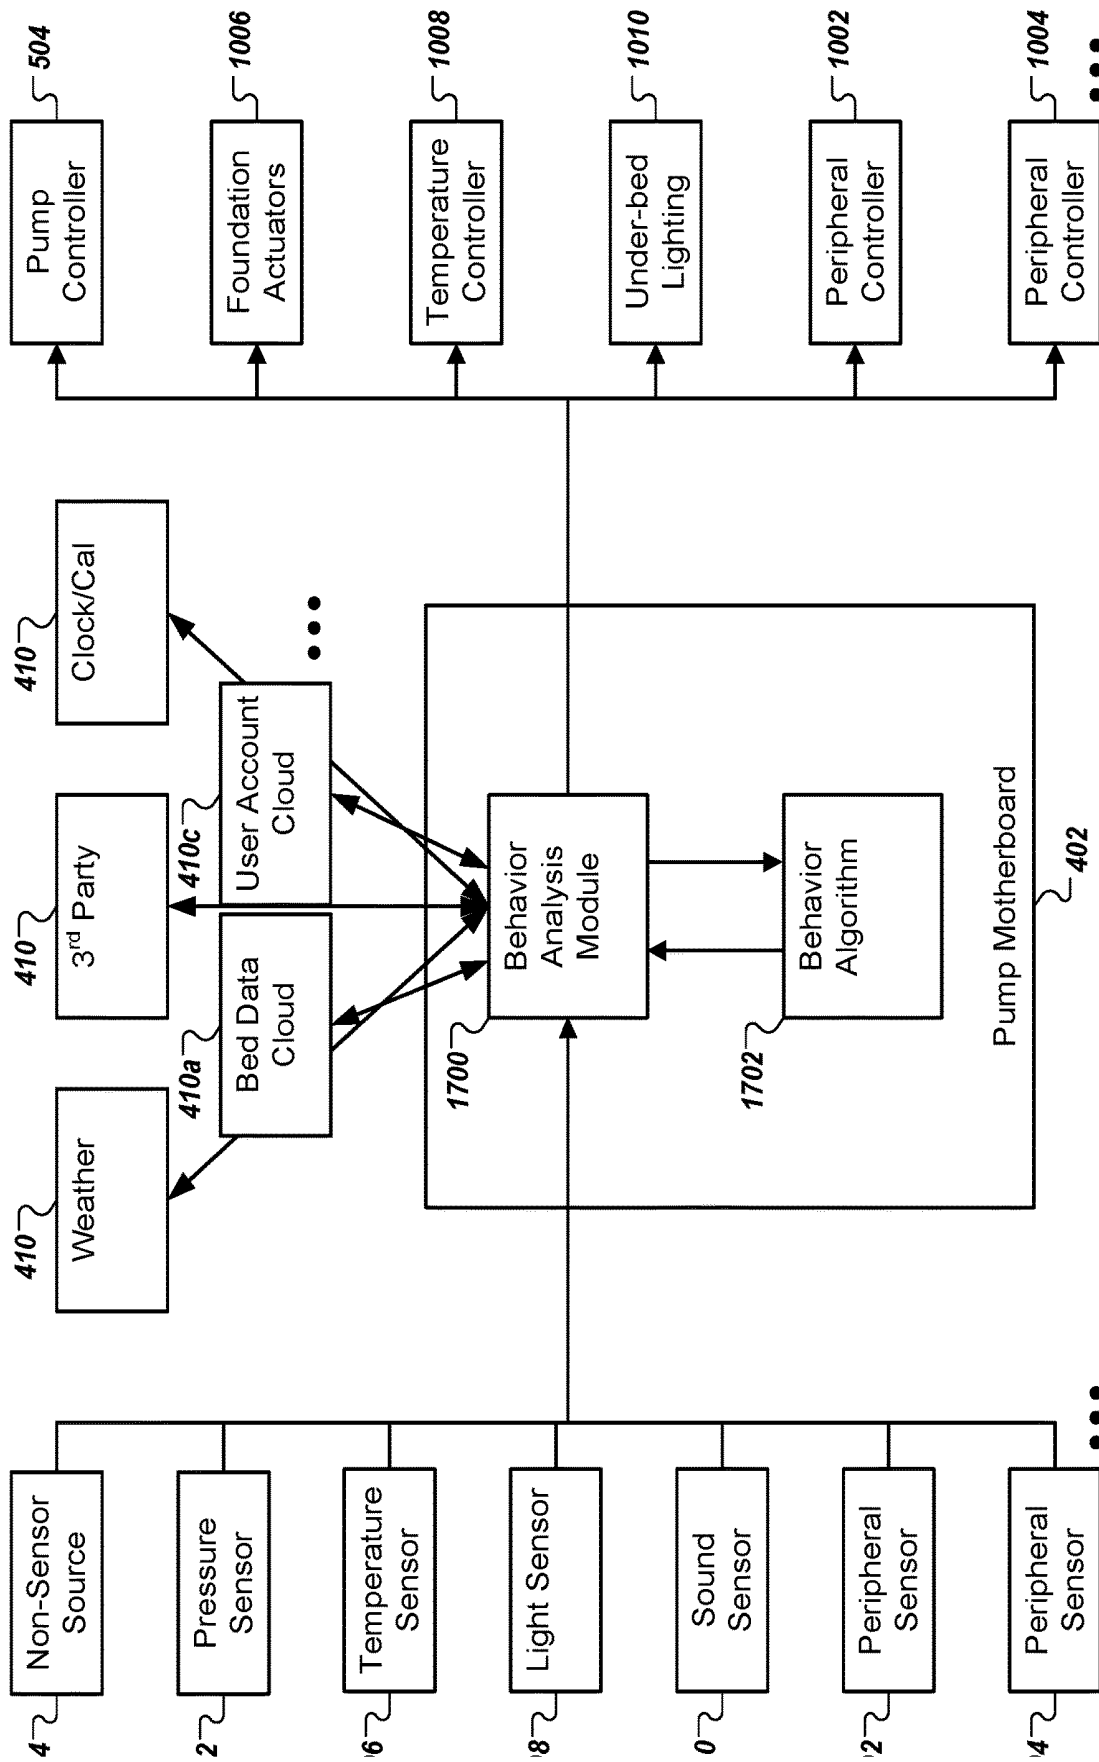 410
Weather
410
3rd Party
410
Clock/Cal
410a
Bed Data
Cloud
410c
User Account
Cloud
Non-Sensor
Source
Pressure
Sensor
Temperature
Sensor
Light Sensor
Sound
Sensor
Peripheral
Sensor
Peripheral
Sensor
1700
Behavior
Analysis
Module
1702
Behavior
Algorithm
Pump Motherboard
402
Pump
Controller
504
Foundation
Actuators
1006
Temperature
Controller
1008
Under-bed
Lighting
1010
Peripheral
Controller
1002
Peripheral
Controller
1004